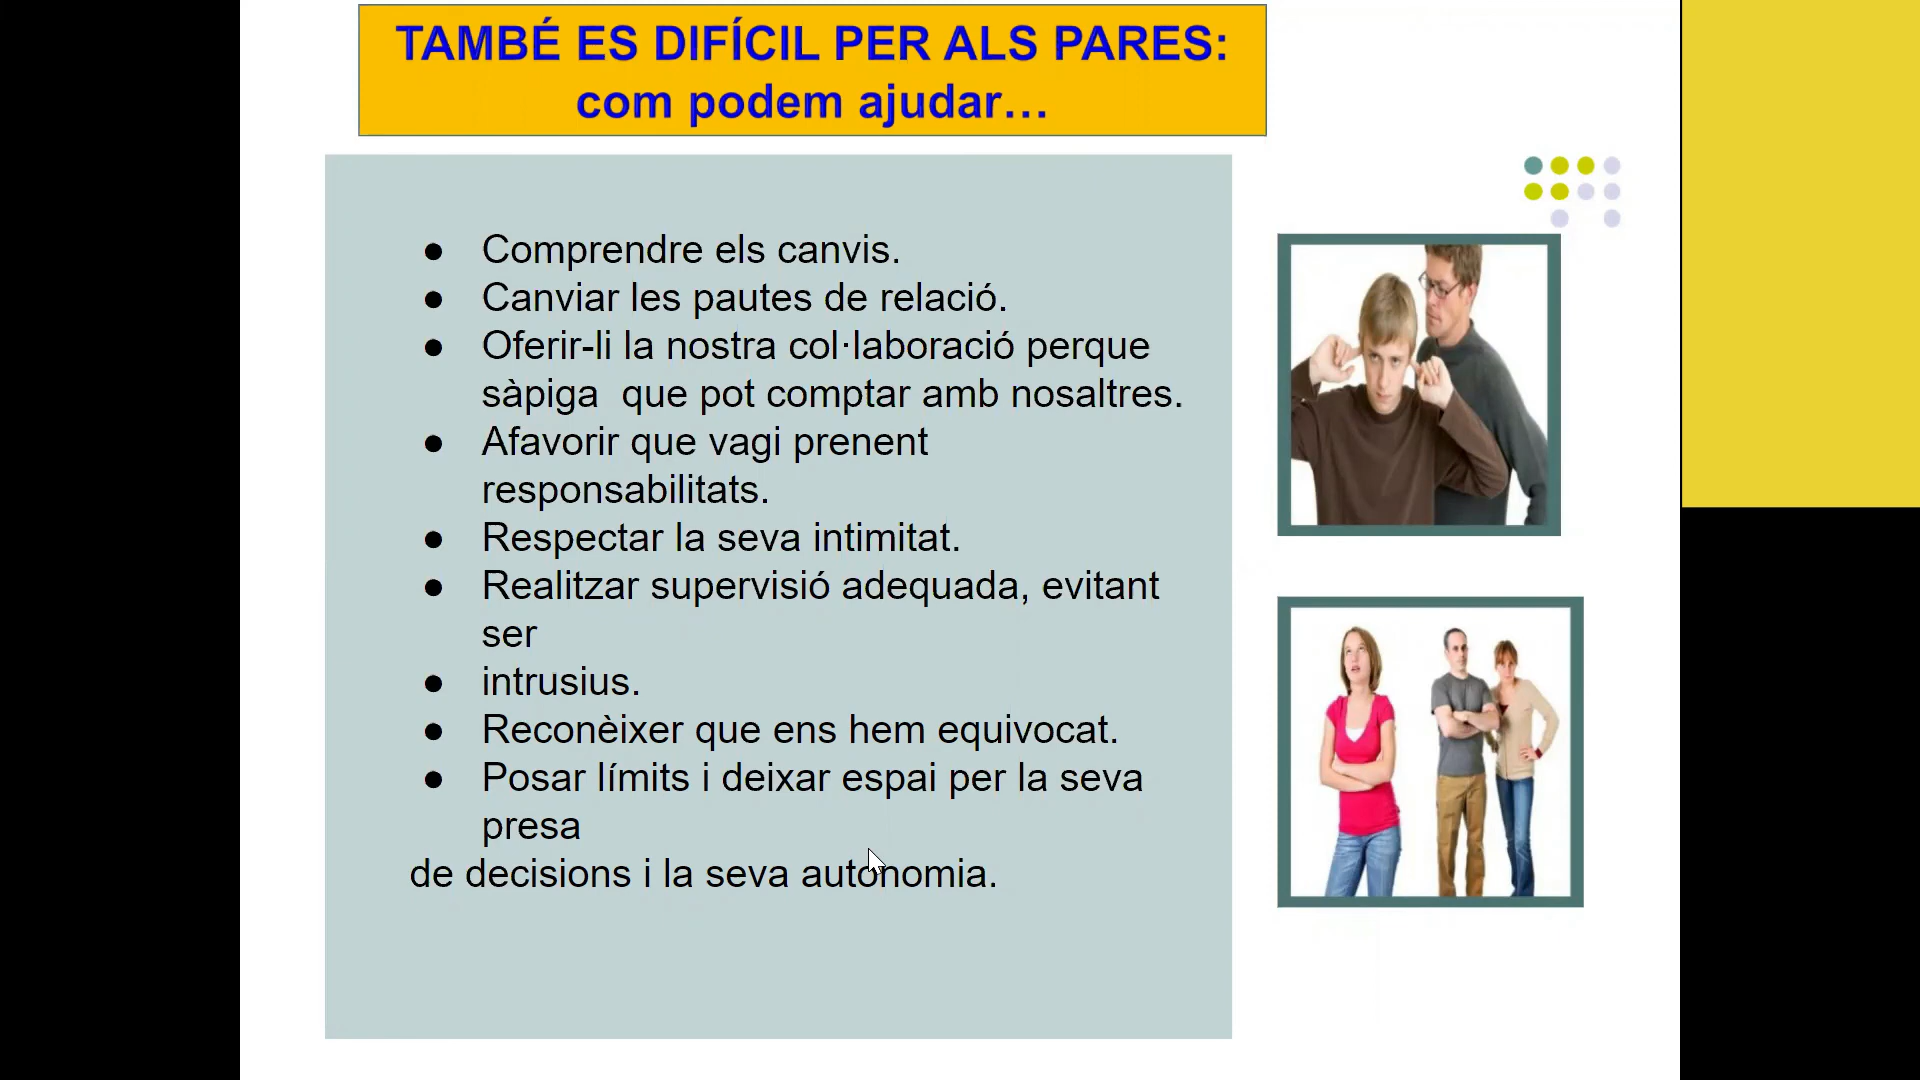 TAMBÉ ES DIFÍCIL PER ALS PARES:
com podem ajudar...
● Comprendre els canvis.
● Canviar les pautes de relació.
● Oferir-li la nostra col·laboració perque
sàpiga  que pot comptar amb nosaltres.
● Afavorir que vagi prenent
responsabilitats.
● Respectar la seva intimitat.
● Realitzar supervisió adequada, evitant
ser
● intrusius.
● Reconèixer que ens hem equivocat.
● Posar límits i deixar espai per la seva
presa
de decisions i la seva autonomia.